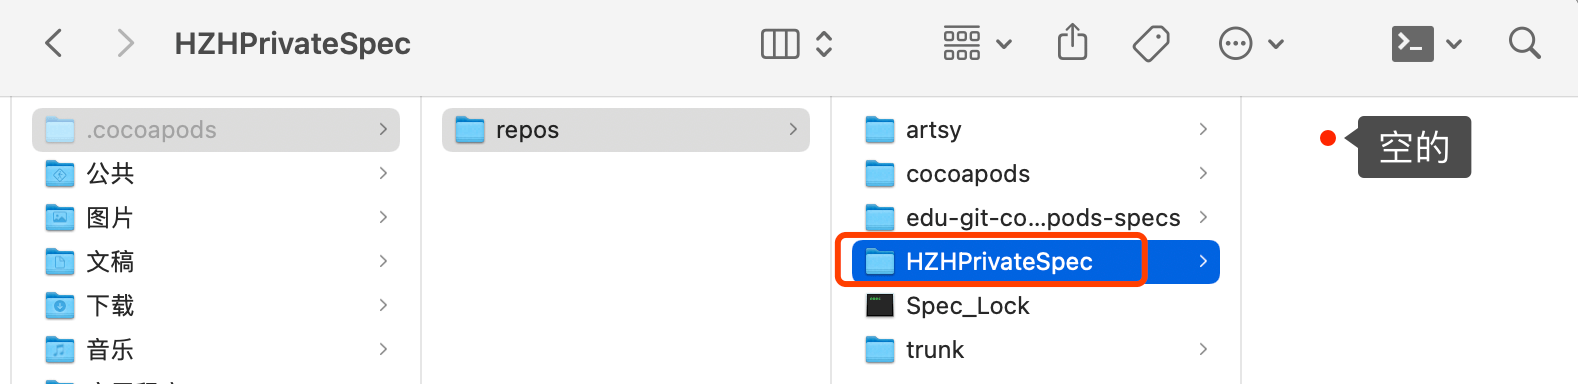 HZHPrivateSpec
.cocoapods
公共
图片
文稿
下载
音乐
repos
artsy
cocoapods
edu-git-co...pods-specs
HZHPrivateSpec
Spec_Lock
trunk
空的